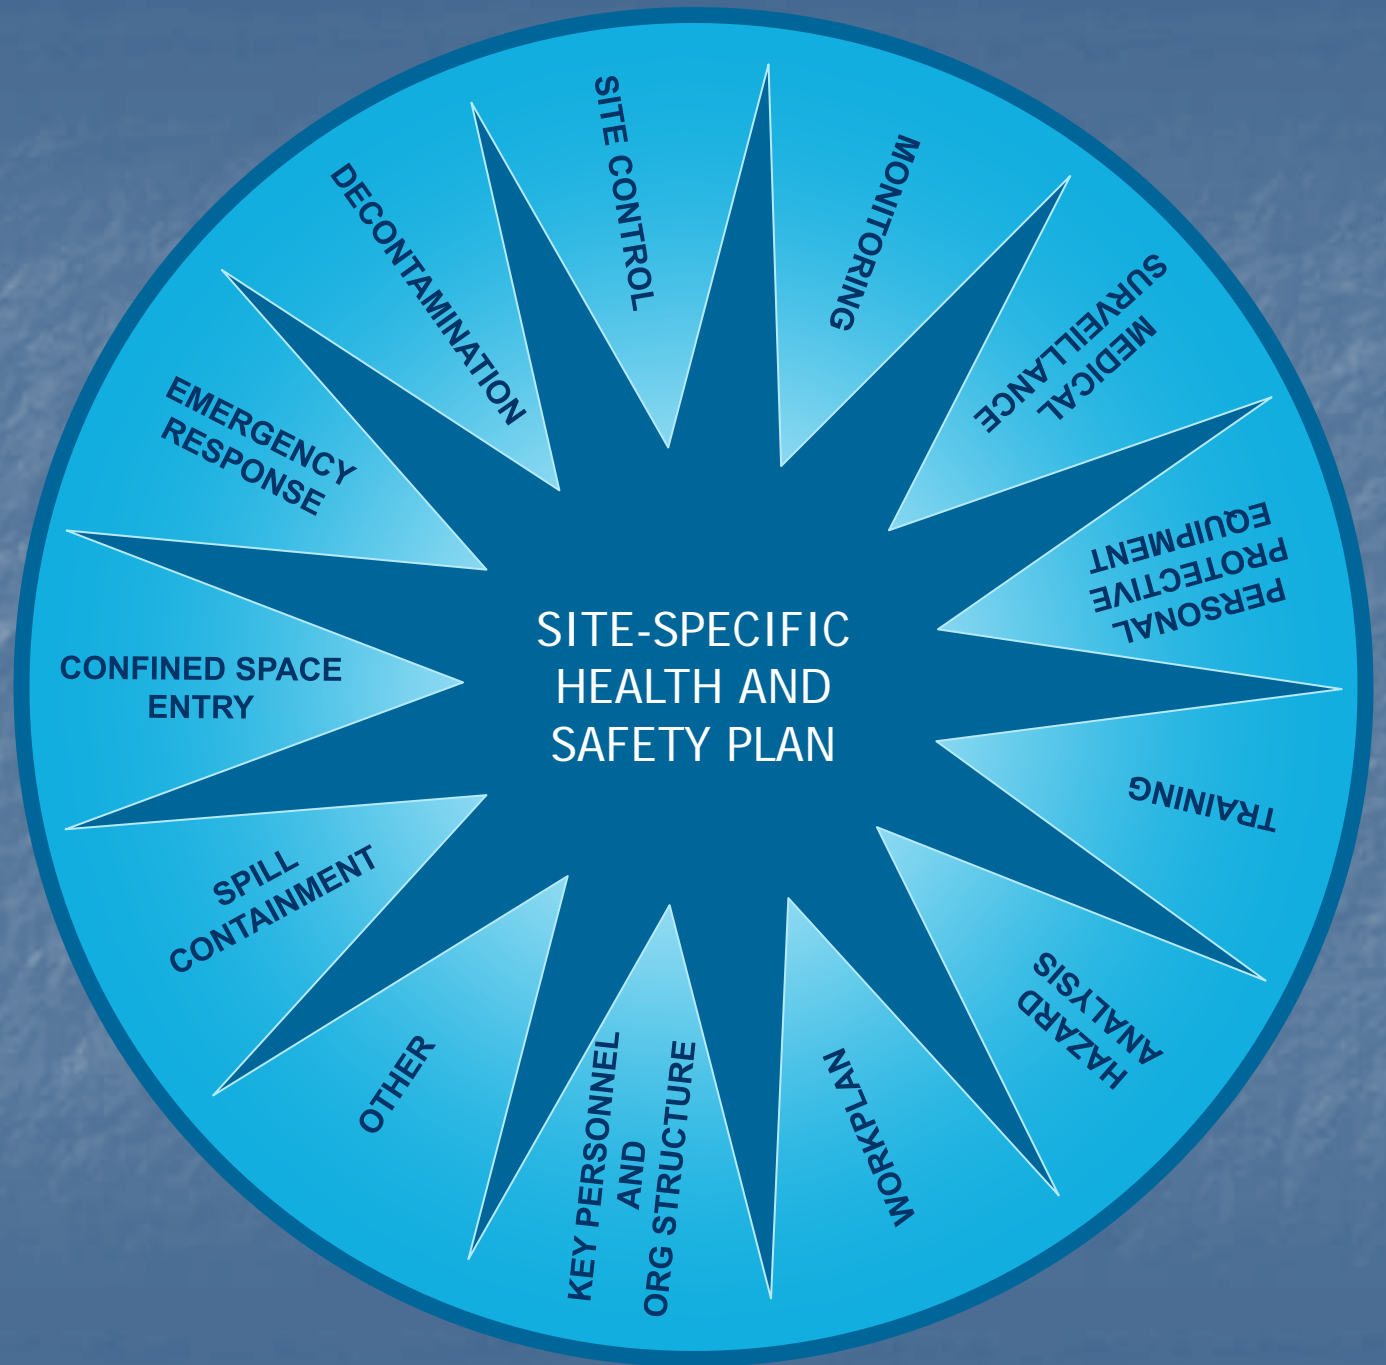 SITE CONTROL
MONITORING
MEDICAL
SURVEILLANCE
PERSONAL
PROTECTIVE
EQUIPMENT
TRAINING
HAZARD
ANALYSIS
WORKPLAN
KEY PERSONNEL
AND
ORG STRUCTURE
OTHER
SPILL
CONTAINMENT
CONFINED SPACE
ENTRY
EMERGENCY
RESPONSE
DECONTAMINATION
SITE-SPECIFIC
HEALTH AND
SAFETY PLAN